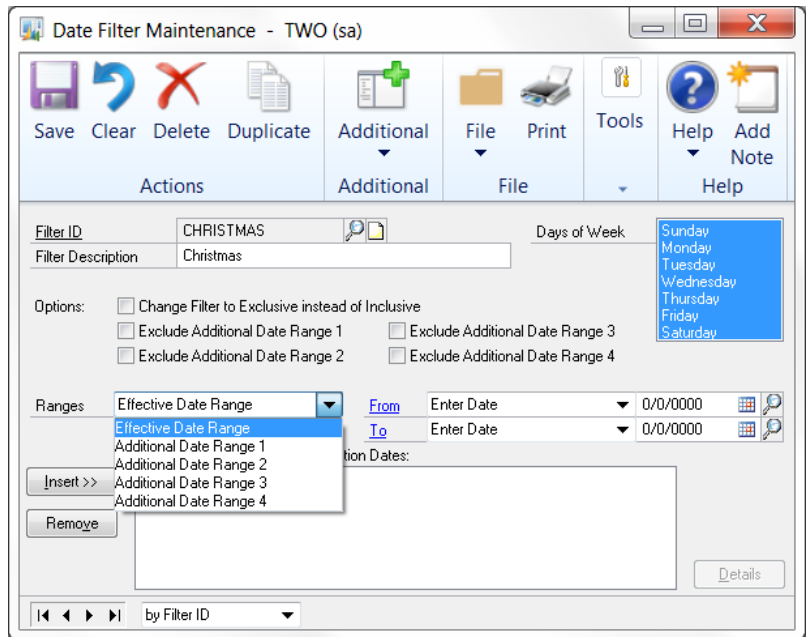 Date Filter Maintenance - TWO (sa)
Save Clear Delete Duplicate Additional File Print Tools Help Add Note
Actions Additional File Help
Filter ID CHRISTMAS Days of Week
Filter Description Christmas
Sunday
Monday
Tuesday
Wednesday
Thursday
Friday
Saturday
Options: Change Filter to Exclusive instead of Inclusive
Exclude Additional Date Range 1 Exclude Additional Date Range 3
Exclude Additional Date Range 2 Exclude Additional Date Range 4
Ranges Effective Date Range From Enter Date 0/0/0000
To Enter Date 0/0/0000
Effective Date Range
Additional Date Range 1
Additional Date Range 2
Additional Date Range 3
Additional Date Range 4
Dates:
Insert >>
Remove
Details
by Filter ID